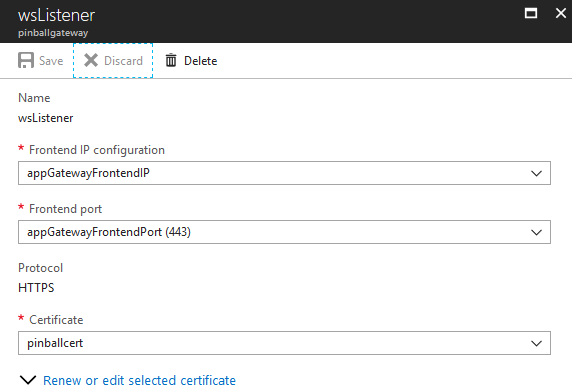 wsListener
pinballgateway
Save Discard Delete
Name
wsListener
* Frontend IP configuration
appGatewayFrontendIP
* Frontend port
appGatewayFrontendPort (443)
Protocol
HTTPS
* Certificate
pinballcert
Renew or edit selected certificate